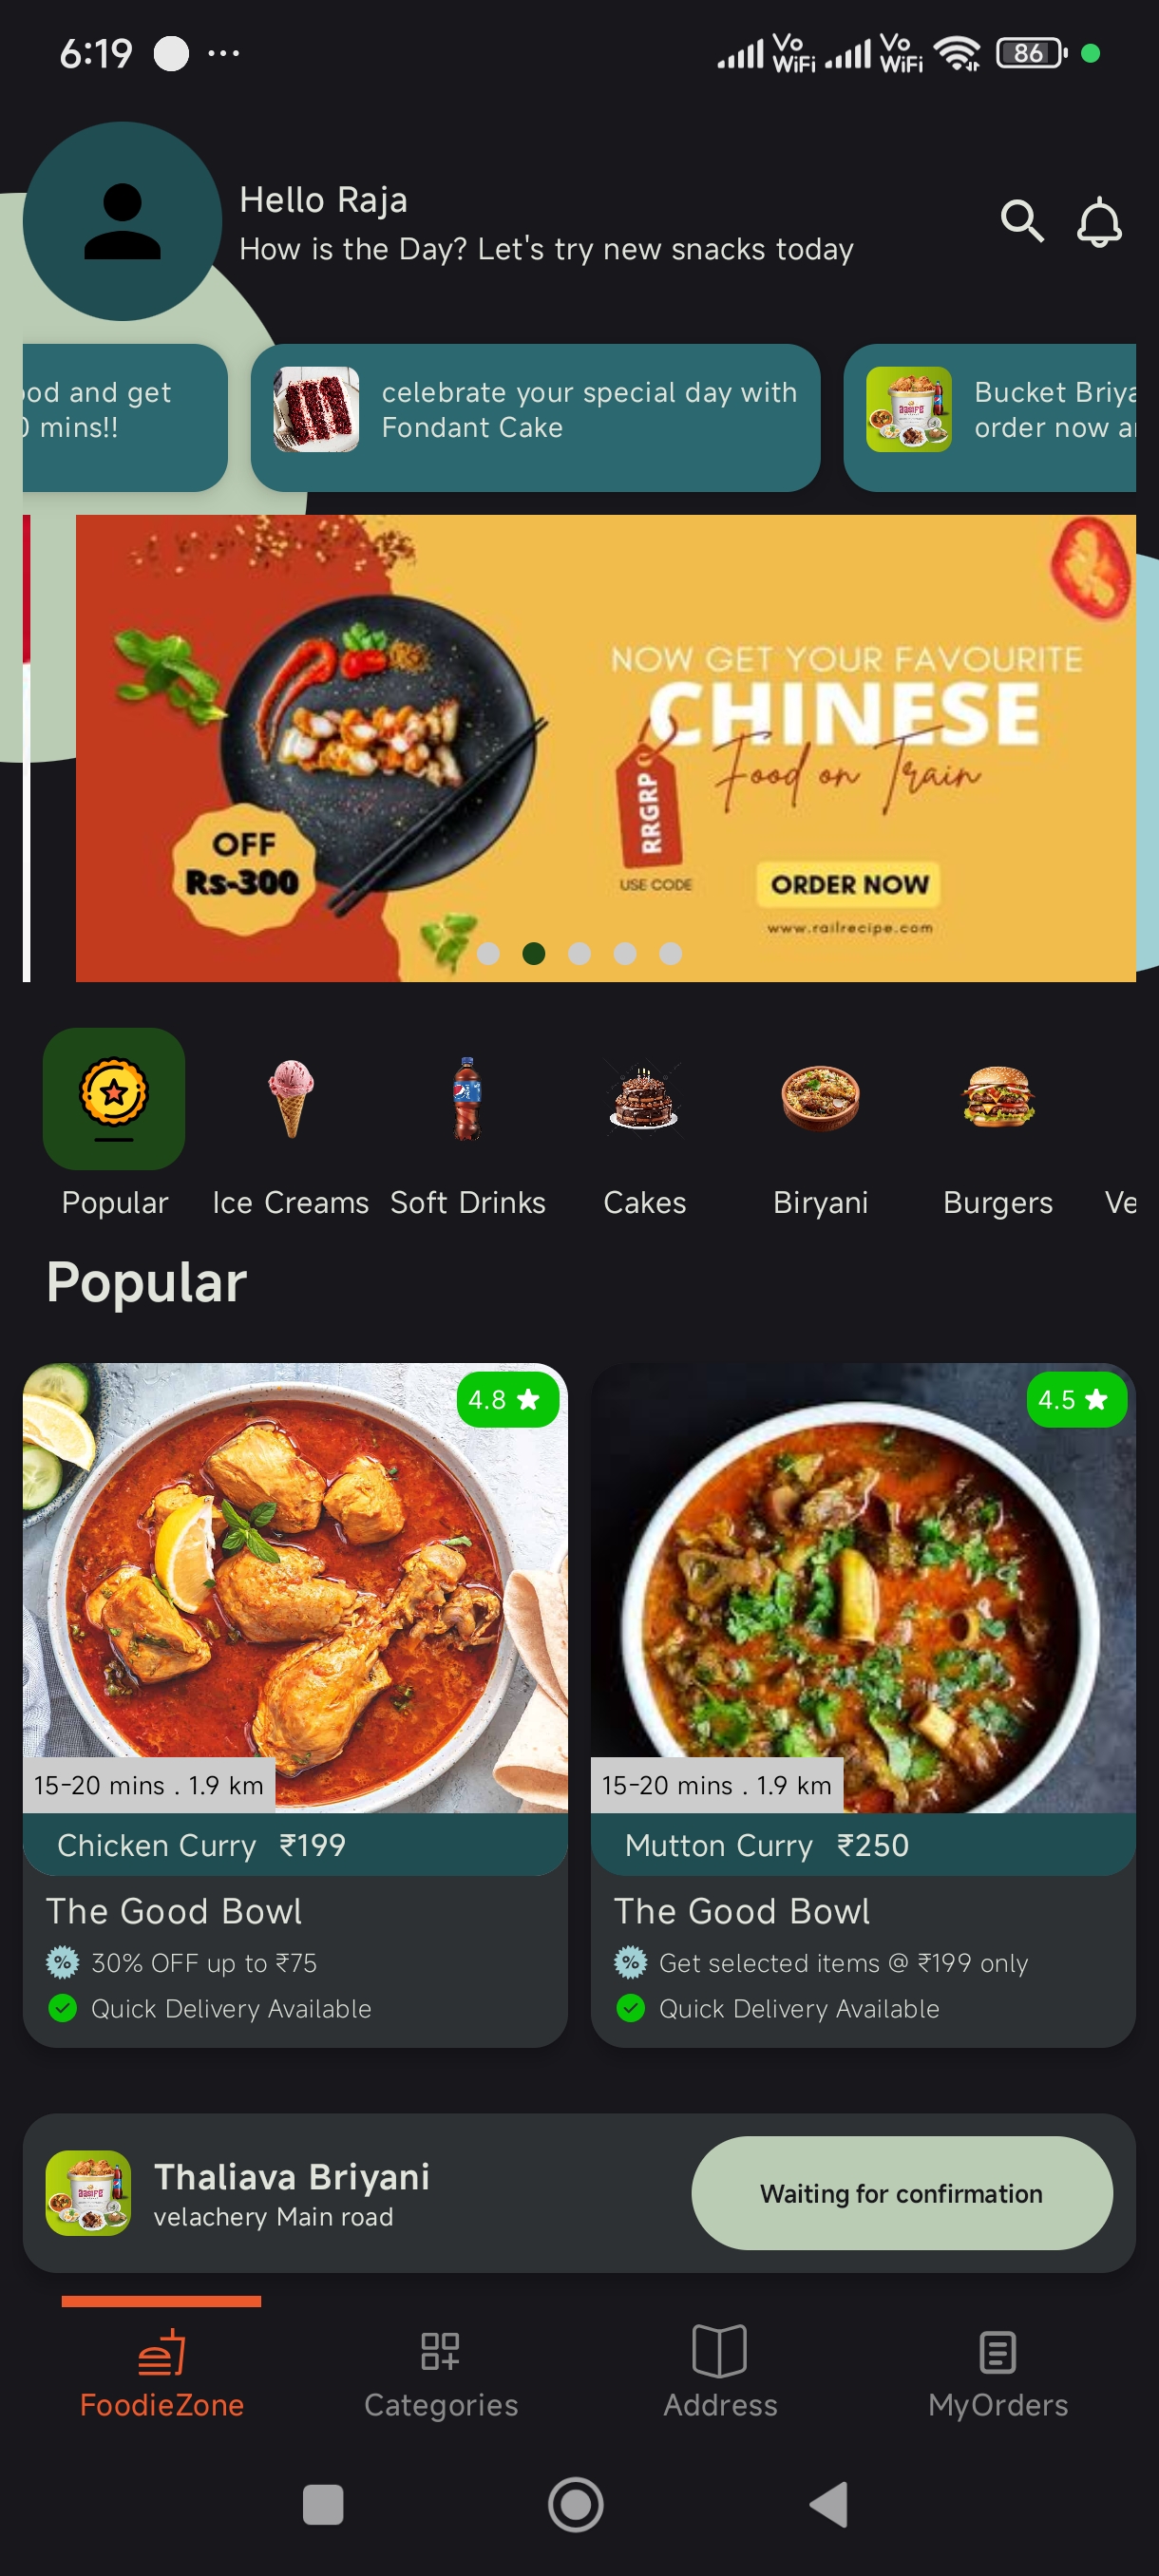 6:19 ...
Vo WiFi Vo WiFi 86
Hello Raja
How is the Day? Let's try new snacks today
ood and get
0 mins!!
celebrate your special day with
Fondant Cake
Bucket Briya
order now a
NOW GET YOUR FAVOURITE
CHINESE
Food on Train
RRGRP
USE CODE
OFF
Rs-300
ORDER NOW
www.railrecipe.com
Popular Ice Creams Soft Drinks Cakes Biryani Burgers Ve
Popular
4.8
15-20 mins . 1.9 km
Chicken Curry ₹199
The Good Bowl
30% OFF up to ₹75
Quick Delivery Available
4.5
15-20 mins . 1.9 km
Mutton Curry ₹250
The Good Bowl
Get selected items @ ₹199 only
Quick Delivery Available
Thaliava Briyani
velachery Main road
Waiting for confirmation
FoodieZone Categories Address MyOrders